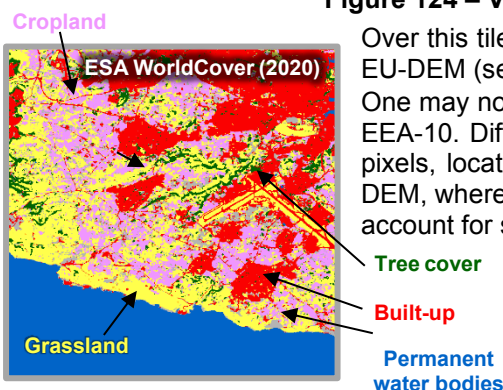 Figure 124 – V
Cropland
ESA WorldCover (2020)
Over this tile
EU-DEM (se
One may no
EEA-10. Dif
pixels, locat
DEM, where
account for s
Tree cover
Built-up
Grassland
Permanent
water bodies